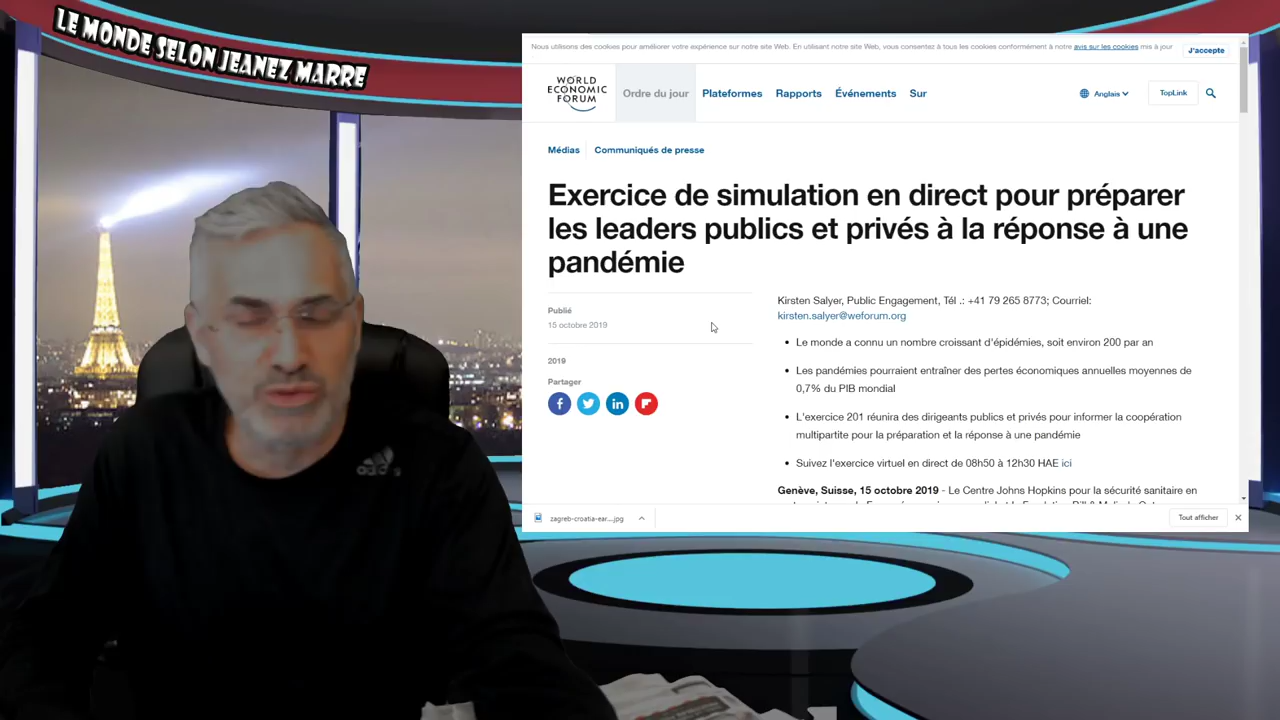 LE MONDE SELON JEANEZ MARRE
Nous utilisons des cookies pour améliorer votre expérience sur notre site Web. En utilisant notre site Web, vous consentez à tous les cookies conformément à notre avis sur les cookies mis à jour
.
J'accepte
WORLD
ECONOMIC
FORUM
Ordre du jour
Plateformes
Rapports
Événements
Sur
Anglais
TopLink
Médias
Communiqués de presse
Exercice de simulation en direct pour préparer
les leaders publics et privés à la réponse à une
pandémie
Publié
15 octobre 2019
2019
Partager
Kirsten Salyer, Public Engagement, Tél .: +41 79 265 8773; Courriel:
kirsten.salyer@weforum.org
• Le monde a connu un nombre croissant d'épidémies, soit environ 200 par an
• Les pandémies pourraient entraîner des pertes économiques annuelles moyennes de
0,7% du PIB mondial
• L'exercice 201 réunira des dirigeants publics et privés pour informer la coopération
multipartite pour la préparation et la réponse à une pandémie
• Suivez l'exercice virtuel en direct de 08h50 à 12h30 HAE ici
Genève, Suisse, 15 octobre 2019 - Le Centre Johns Hopkins pour la sécurité sanitaire en
zagreb-croatia-ear....jpg
Tout afficher
adidas